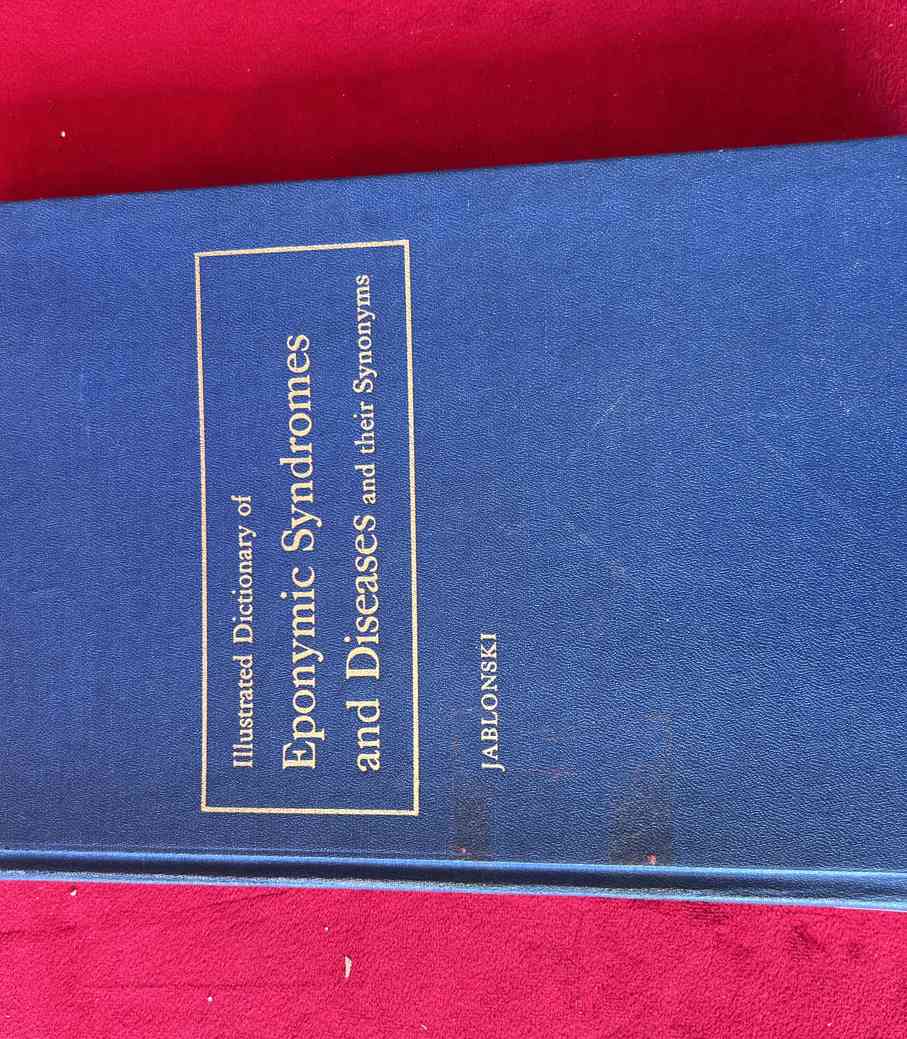 Illustrated Dictionary of
Eponymic Syndromes
and Diseases and their Synonyms
JABLONSKI